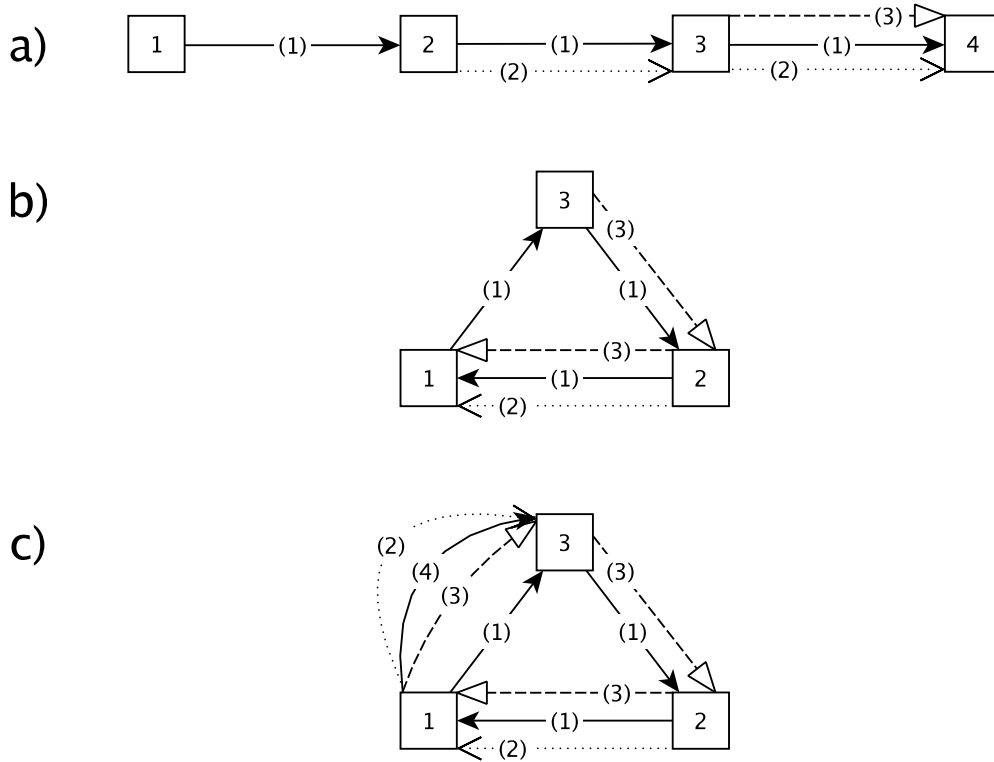 a) 1 (1) 2 (1) (2) 3 (3) (1) (2) 4
b)
3
(3)
(1) (1)
(3)
1 (1) 2
(2)
c)
3
(2)
(4) (3)
(3)
(1) (1)
(3)
1 (1) 2
(2)